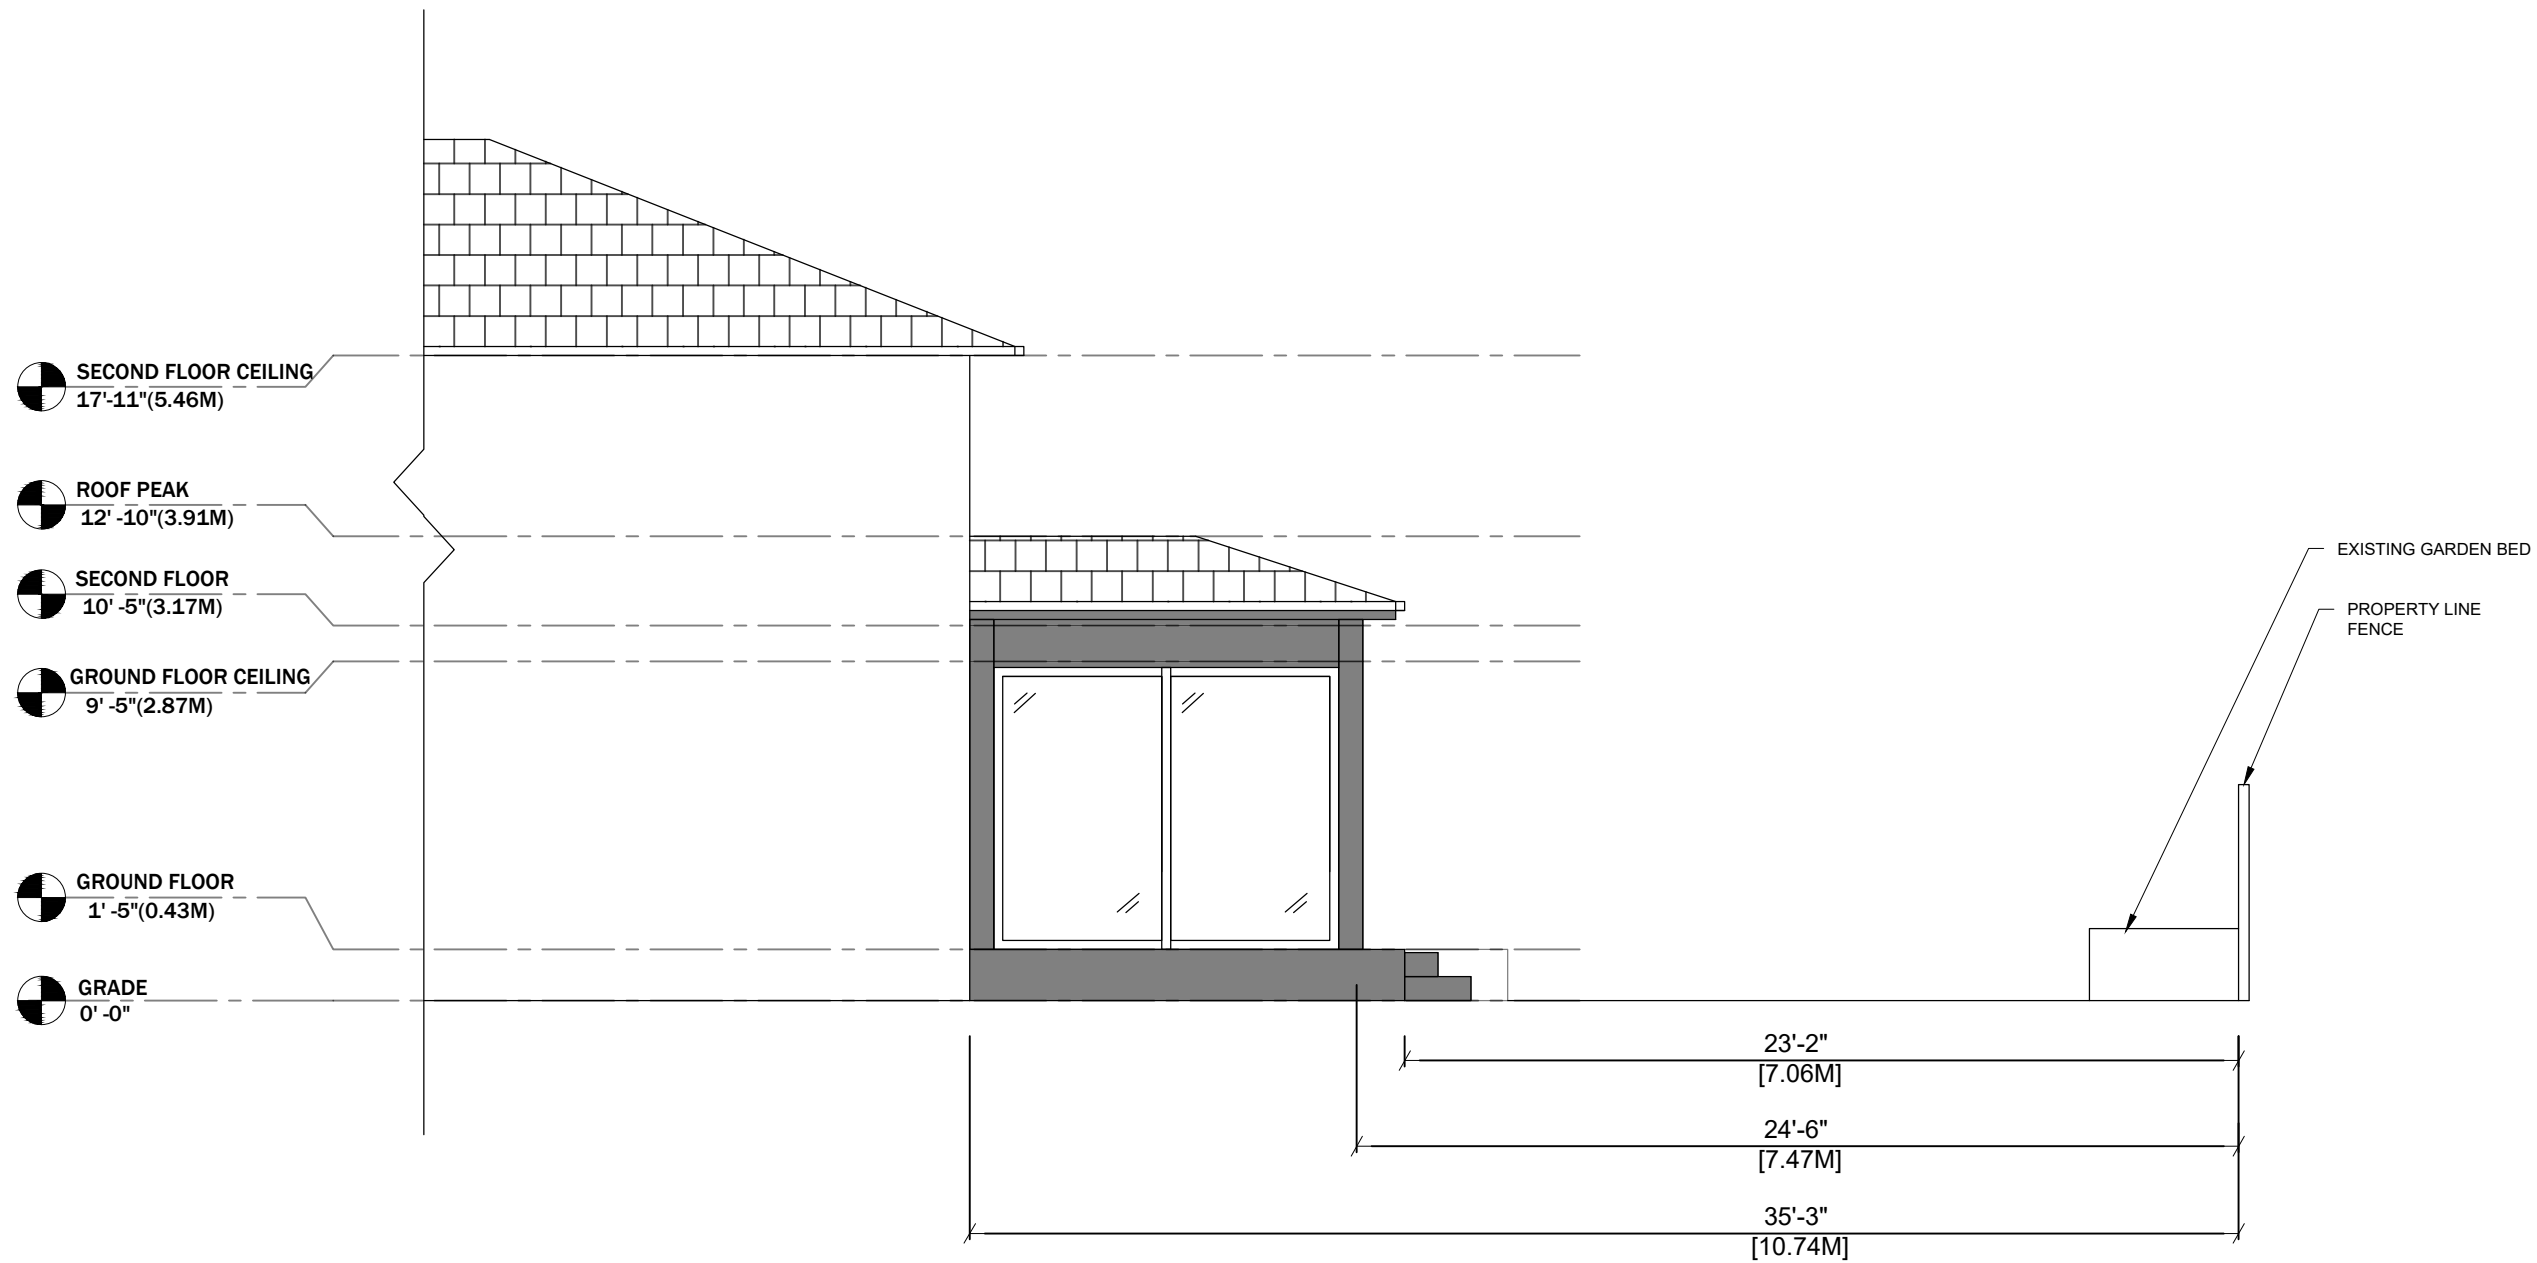 SECOND FLOOR CEILING
17'-11"(5.46M)
ROOF PEAK
12' -10"(3.91M)
SECOND FLOOR
10' -5"(3.17M)
GROUND FLOOR CEILING
9' -5"(2.87M)
GROUND FLOOR
1' -5"(0.43M)
GRADE
0' -0"
EXISTING GARDEN BED
PROPERTY LINE
FENCE
23'-2"
[7.06M]
24'-6"
[7.47M]
35'-3"
[10.74M]